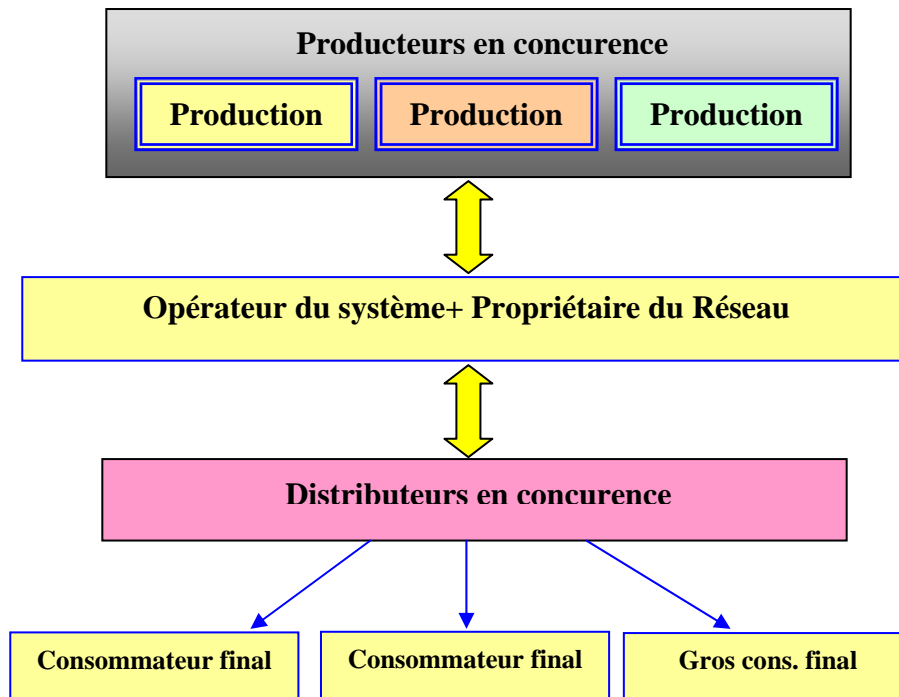 Producteurs en concurence
Production Production Production
Opérateur du système+ Propriétaire du Réseau
Distributeurs en concurence
Consommateur final Consommateur final Gros cons. final